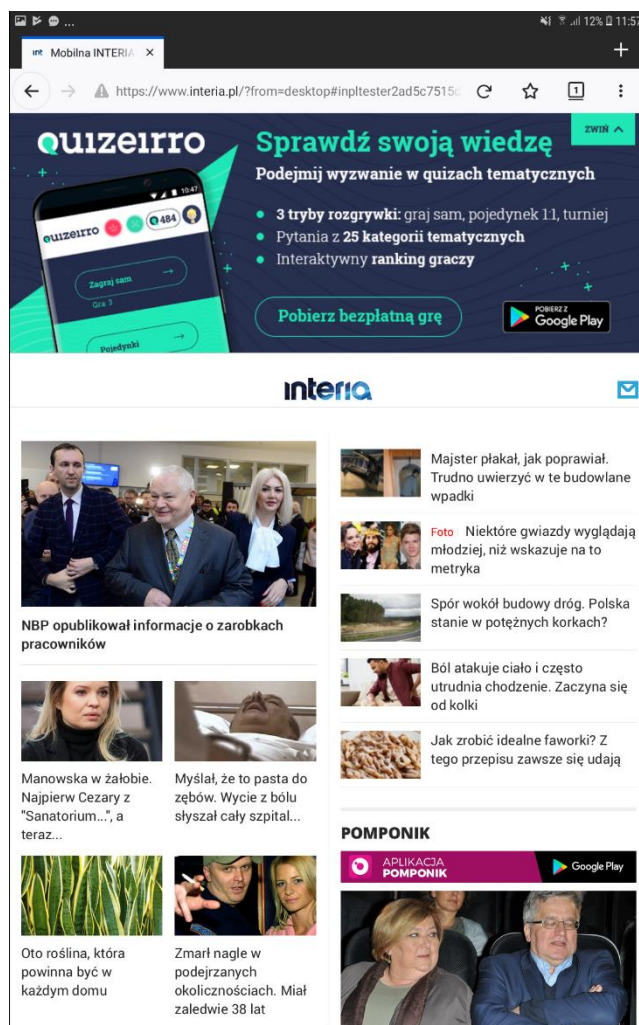 ... 12% 11:57
int Mobilna INTERIA × +
https://www.interia.pl/?from=desktop#inpltester2ad5c7515d 1
quizeirro
Sprawdź swoją wiedzę
ZWIŃ
Podejmij wyzwanie w quizach tematycznych
3 tryby rozgrywki: graj sam, pojedynek 1:1, turniej
Pytania z 25 kategorii tematycznych
Interaktywny ranking graczy
Pobierz bezpłatną grę
POBIERZ Z
Google Play
10:47
quizeirro 484
Zagraj sam
Gra: 3
Pojedynki
interia
NBP opublikował informacje o zarobkach
pracowników
Manowska w żałobie.
Najpierw Cezary z
"Sanatorium...", a
teraz...
Myślał, że to pasta do
zębów. Wycie z bólu
słyszał cały szpital...
Oto roślina, która
powinna być w
każdym domu
Zmarł nagle w
podejrzanych
okolicznościach. Miał
zaledwie 38 lat
Majster płakał, jak poprawiał.
Trudno uwierzyć w te budowlane
wpadki
Foto Niektóre gwiazdy wyglądają
młodziej, niż wskazuje na to
metryka
Spór wokół budowy dróg. Polska
stanie w potężnych korkach?
Ból atakuje ciało i często
utrudnia chodzenie. Zaczyna się
od kolki
Jak zrobić idealne faworki? Z
tego przepisu zawsze się udają
POMPONIK
APLIKACJA
POMPONIK
Google Play